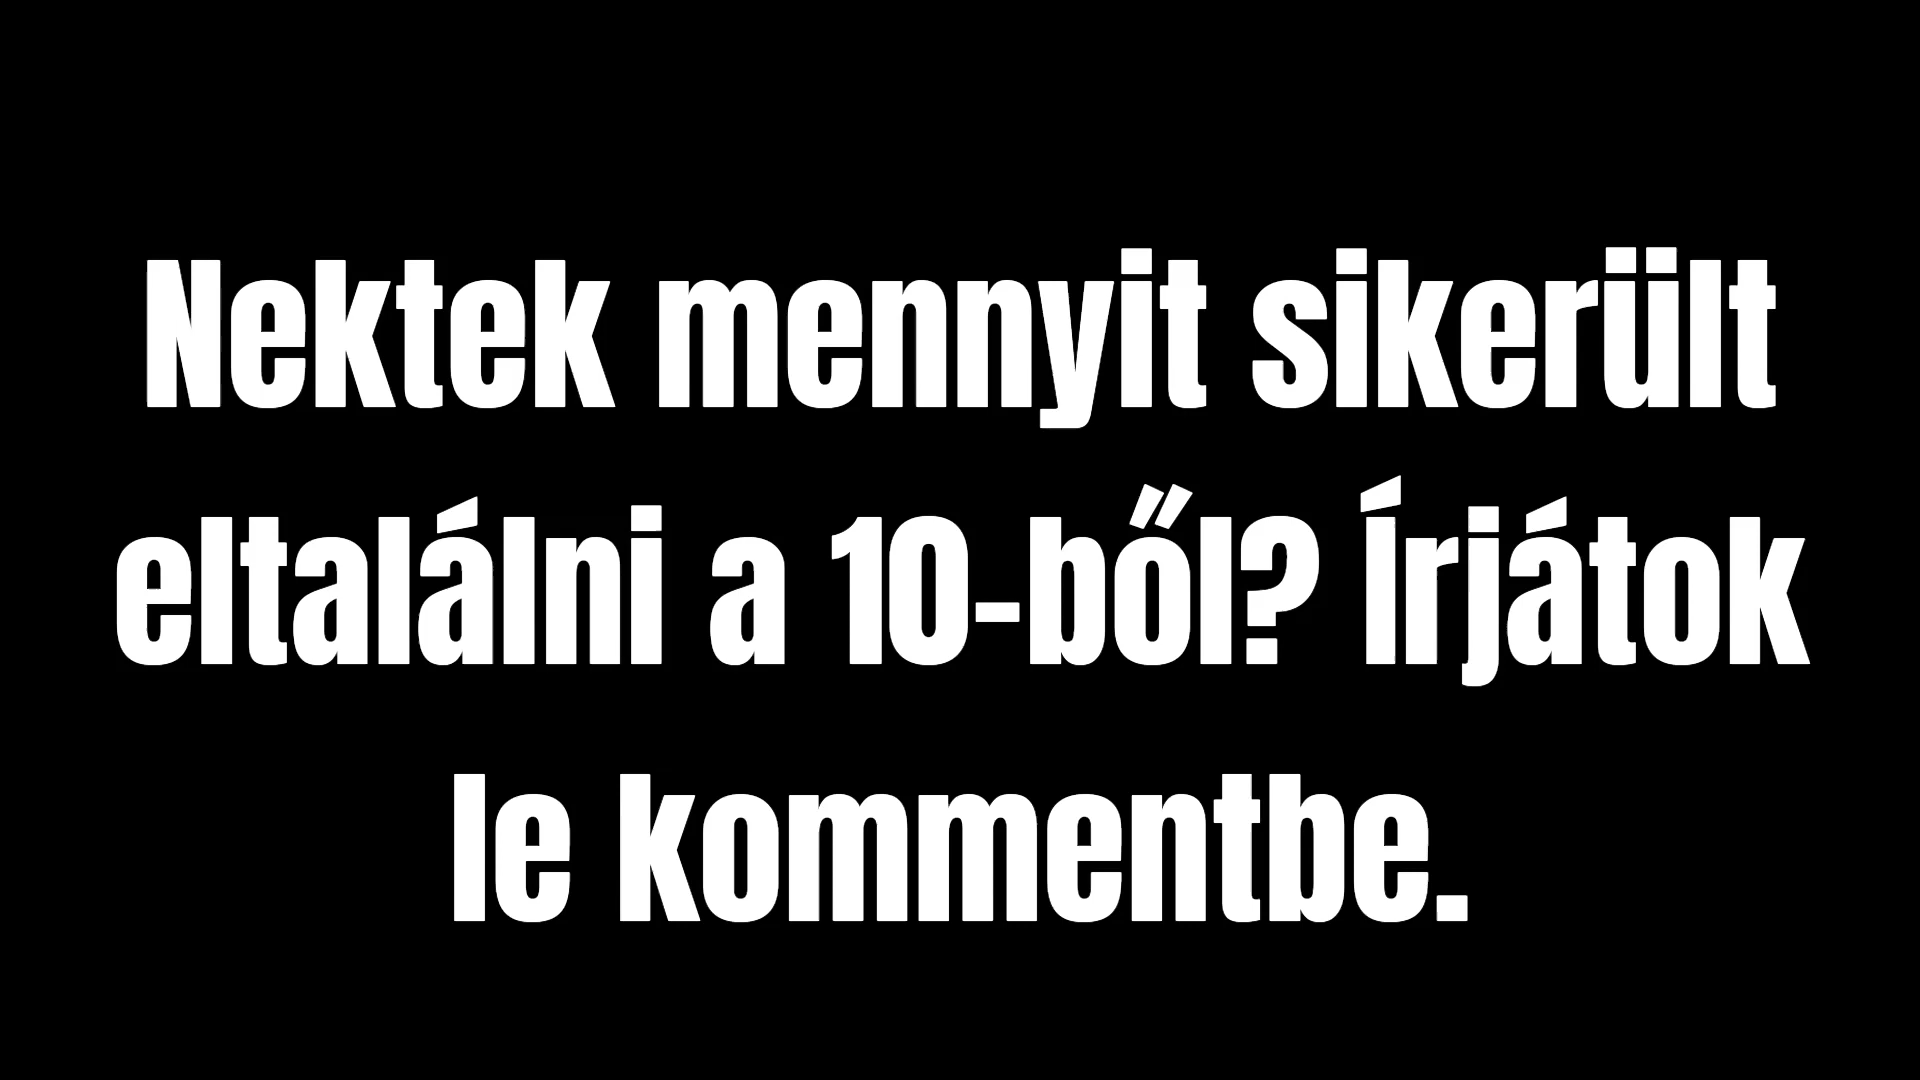 Nektek mennyit sikerült
eltalálni a 10-ből? Írjátok
le kommentbe.